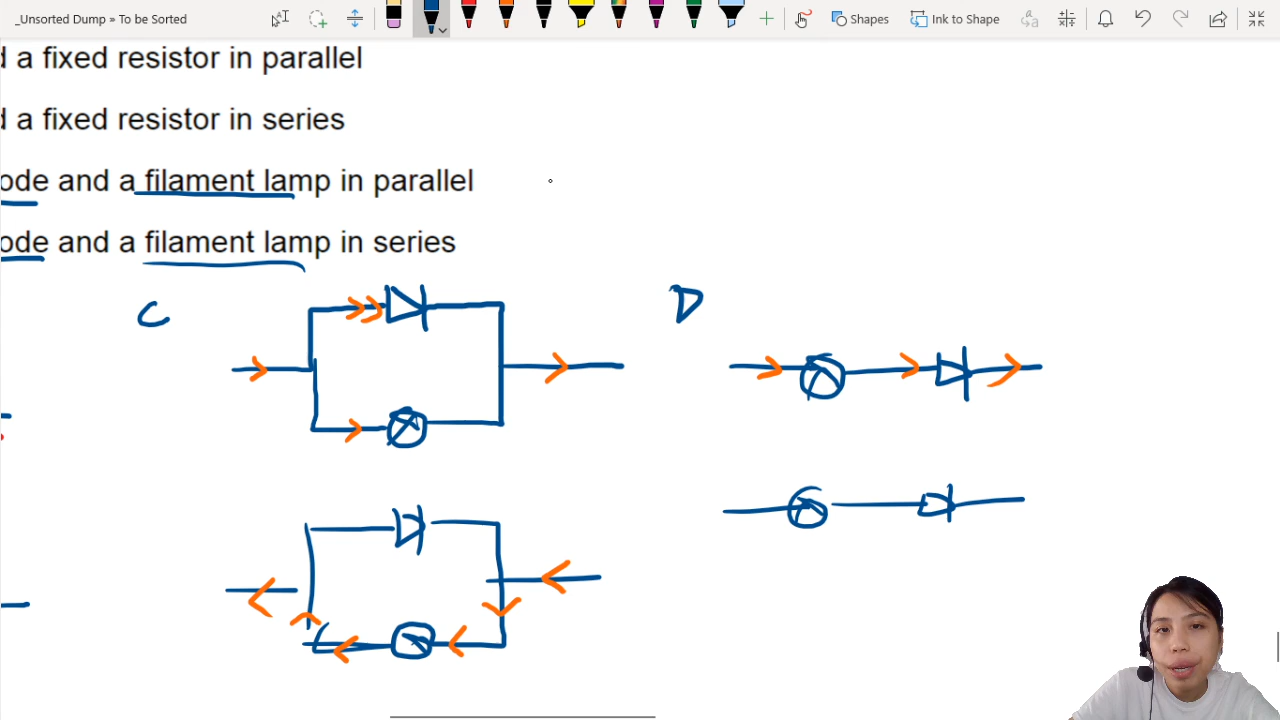 _Unsorted Dump » To be Sorted
Shapes
Ink to Shape
d a fixed resistor in parallel
d a fixed resistor in series
ode and a filament lamp in parallel
ode and a filament lamp in series
C
D